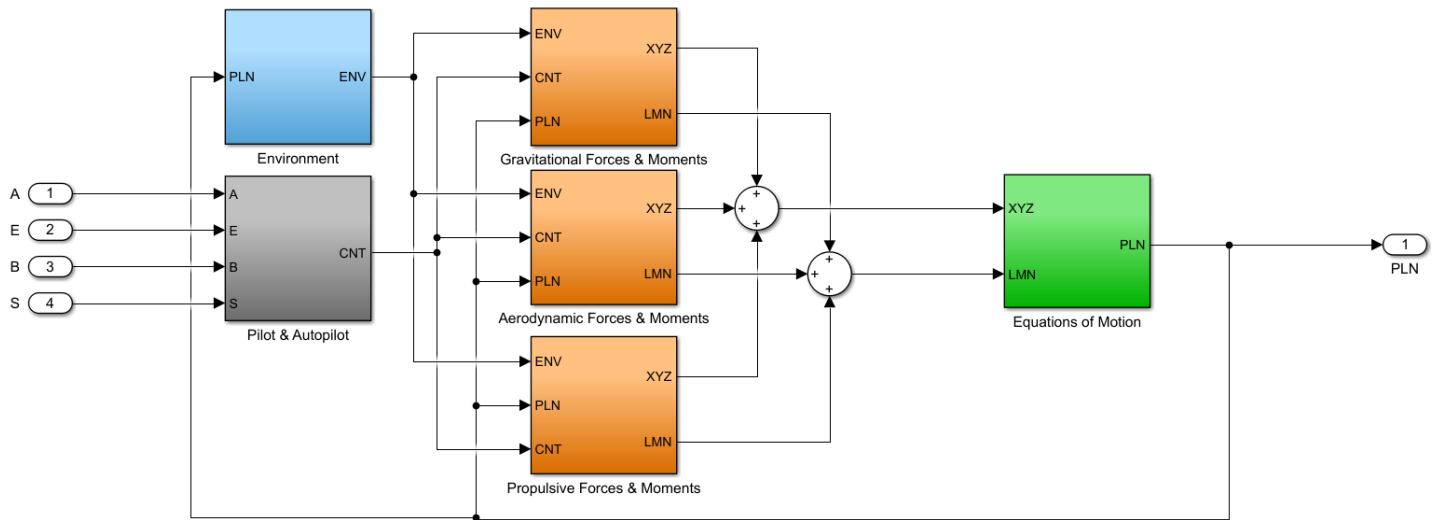 PLN
ENV
Environment
A
1
E
2
B
3
S
4
A
E
B
S
CNT
Pilot & Autopilot
ENV
CNT
PLN
XYZ
LMN
Gravitational Forces & Moments
ENV
CNT
PLN
XYZ
LMN
Aerodynamic Forces & Moments
ENV
PLN
CNT
XYZ
LMN
Propulsive Forces & Moments
+
+
+
+
+
+
XYZ
LMN
PLN
Equations of Motion
1
PLN